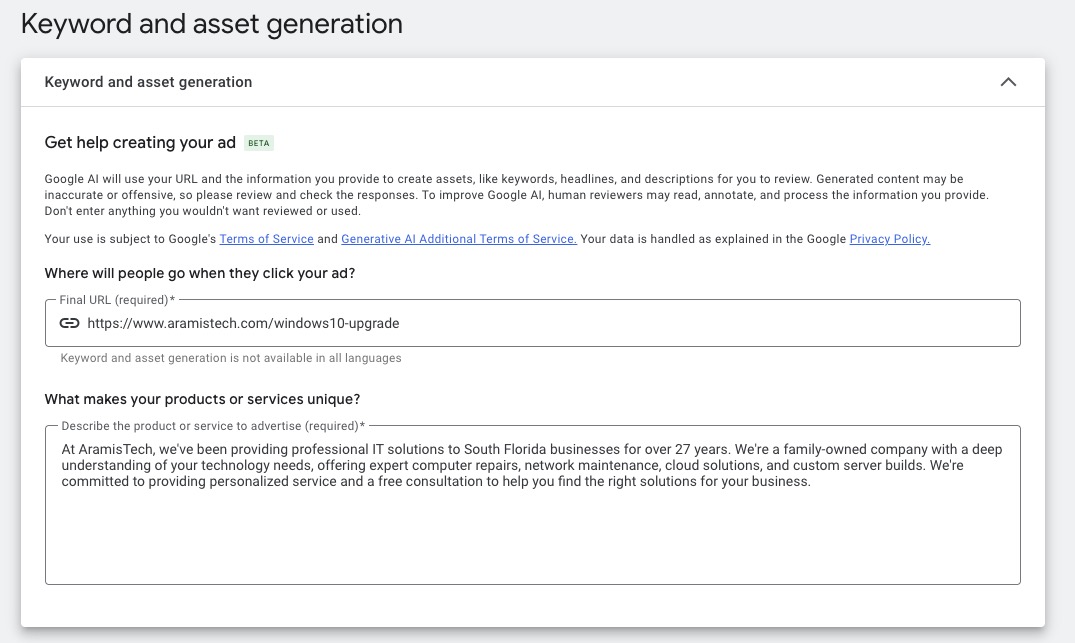 Keyword and asset generation
Keyword and asset generation
Get help creating your ad BETA
Google AI will use your URL and the information you provide to create assets, like keywords, headlines, and descriptions for you to review. Generated content may be
inaccurate or offensive, so please review and check the responses. To improve Google AI, human reviewers may read, annotate, and process the information you provide.
Don't enter anything you wouldn't want reviewed or used.
Your use is subject to Google's Terms of Service and Generative AI Additional Terms of Service. Your data is handled as explained in the Google Privacy Policy.
Where will people go when they click your ad?
Final URL (required)*
https://www.aramistech.com/windows10-upgrade
Keyword and asset generation is not available in all languages
What makes your products or services unique?
Describe the product or service to advertise (required)*
At AramisTech, we've been providing professional IT solutions to South Florida businesses for over 27 years. We're a family-owned company with a deep
understanding of your technology needs, offering expert computer repairs, network maintenance, cloud solutions, and custom server builds. We're
committed to providing personalized service and a free consultation to help you find the right solutions for your business.